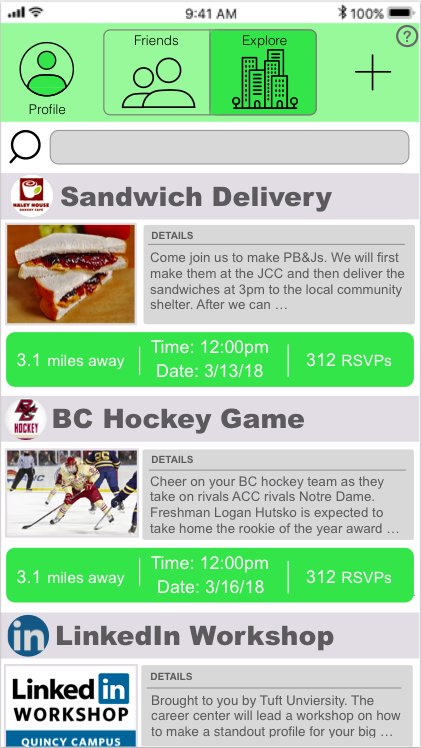 9:41 AM 100%
Friends Explore ?
Profile
HALEY HOUSE
Sandwich Delivery
DETAILS
Come join us to make PB&Js. We will first
make them at the JCC and then deliver the
sandwiches at 3pm to the local community
shelter. After we can …
3.1 miles away Time: 12:00pm 312 RSVPs
Date: 3/13/18
BC
HOCKEY
BC Hockey Game
DETAILS
Cheer on your BC hockey team as they
take on rivals ACC rivals Notre Dame.
Freshman Logan Hutsko is expected to
take home the rookie of the year award …
26
3.1 miles away Time: 12:00pm 312 RSVPs
Date: 3/16/18
in LinkedIn Workshop
DETAILS
Linked in
WORKSHOP
QUINCY CAMPUS
Brought to you by Tuft Unviersity. The
career center will lead a workshop on how
to make a standout profile for your big …